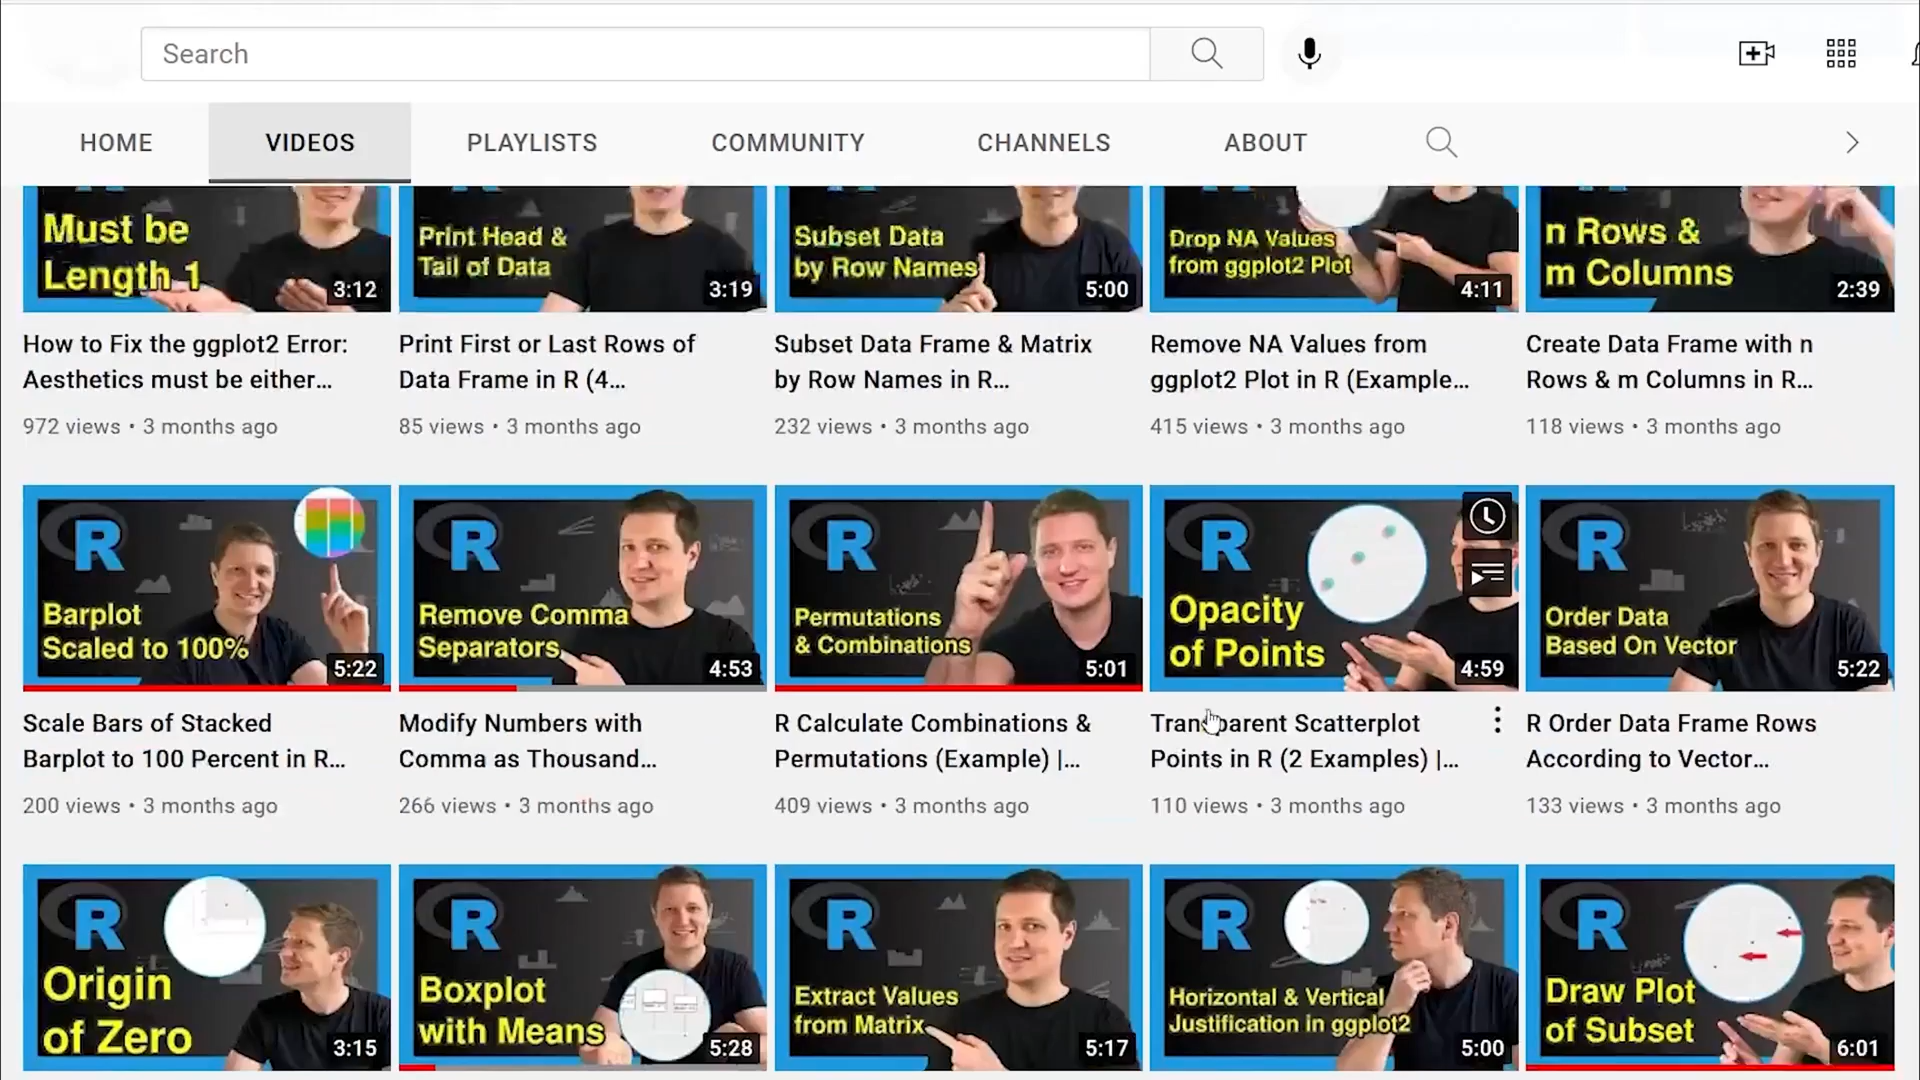 Search
HOME
VIDEOS
PLAYLISTS
COMMUNITY
CHANNELS
ABOUT
Must be
Length 1
3:12
Print Head &
Tail of Data
3:19
Subset Data
by Row Names
5:00
Drop NA Values
from ggplot2 Plot
4:11
n Rows &
m Columns
2:39
How to Fix the ggplot2 Error:
Aesthetics must be either...
972 views • 3 months ago
Print First or Last Rows of
Data Frame in R (4...
85 views • 3 months ago
Subset Data Frame & Matrix
by Row Names in R...
232 views • 3 months ago
Remove NA Values from
ggplot2 Plot in R (Example...
415 views • 3 months ago
Create Data Frame with n
Rows & m Columns in R...
118 views • 3 months ago
R
Barplot
Scaled to 100%
5:22
R
Remove Comma
Separators
4:53
R
Permutations
& Combinations
5:01
R
Opacity
of Points
4:59
R
Order Data
Based On Vector
5:22
Scale Bars of Stacked
Barplot to 100 Percent in R...
200 views • 3 months ago
Modify Numbers with
Comma as Thousand...
266 views • 3 months ago
R Calculate Combinations &
Permutations (Example) |...
409 views • 3 months ago
Transparent Scatterplot
Points in R (2 Examples) |...
110 views • 3 months ago
R Order Data Frame Rows
According to Vector...
133 views • 3 months ago
R
Origin
of Zero
3:15
R
Boxplot
with Means
5:28
R
Extract Values
from Matrix
5:17
R
Horizontal & Vertical
Justification in ggplot2
5:00
R
Draw Plot
of Subset
6:01